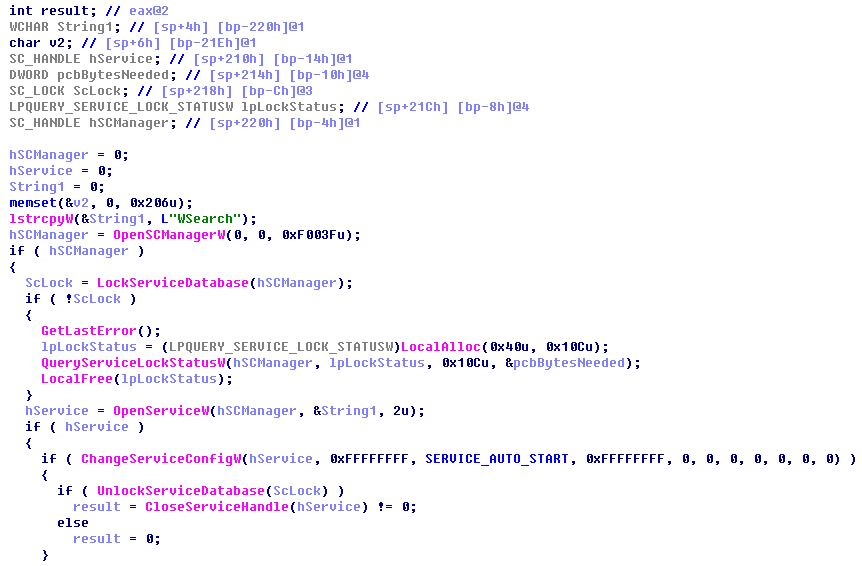 int result; // eax@2
WCHAR String1; // [sp+4h] [bp-220h]@1
char v2; // [sp+6h] [bp-21Eh]@1
SC_HANDLE hService; // [sp+210h] [bp-14h]@1
DWORD pcbBytesNeeded; // [sp+214h] [bp-10h]@4
SC_LOCK ScLock; // [sp+218h] [bp-Ch]@3
LPQUERY_SERVICE_LOCK_STATUSW lpLockStatus; // [sp+21Ch] [bp-8h]@4
SC_HANDLE hSCManager; // [sp+220h] [bp-4h]@1

hSCManager = 0;
hService = 0;
String1 = 0;
memset(&v2, 0, 0x206u);
lstrcpyW(&String1, L"WSearch");
hSCManager = OpenSCManagerW(0, 0, 0xF003Fu);
if ( hSCManager )
{
  ScLock = LockServiceDatabase(hSCManager);
  if ( !ScLock )
  {
    GetLastError();
    lpLockStatus = (LPQUERY_SERVICE_LOCK_STATUSW)LocalAlloc(0x40u, 0x10Cu);
    QueryServiceLockStatusW(hSCManager, lpLockStatus, 0x10Cu, &pcbBytesNeeded);
    LocalFree(lpLockStatus);
  }
  hService = OpenServiceW(hSCManager, &String1, 2u);
  if ( hService )
  {
    if ( ChangeServiceConfigW(hService, 0xFFFFFFFF, SERVICE_AUTO_START, 0xFFFFFFFF, 0, 0, 0, 0, 0, 0, 0) )
    {
      if ( UnlockServiceDatabase(ScLock) )
        result = CloseServiceHandle(hService) != 0;
      else
        result = 0;
    }